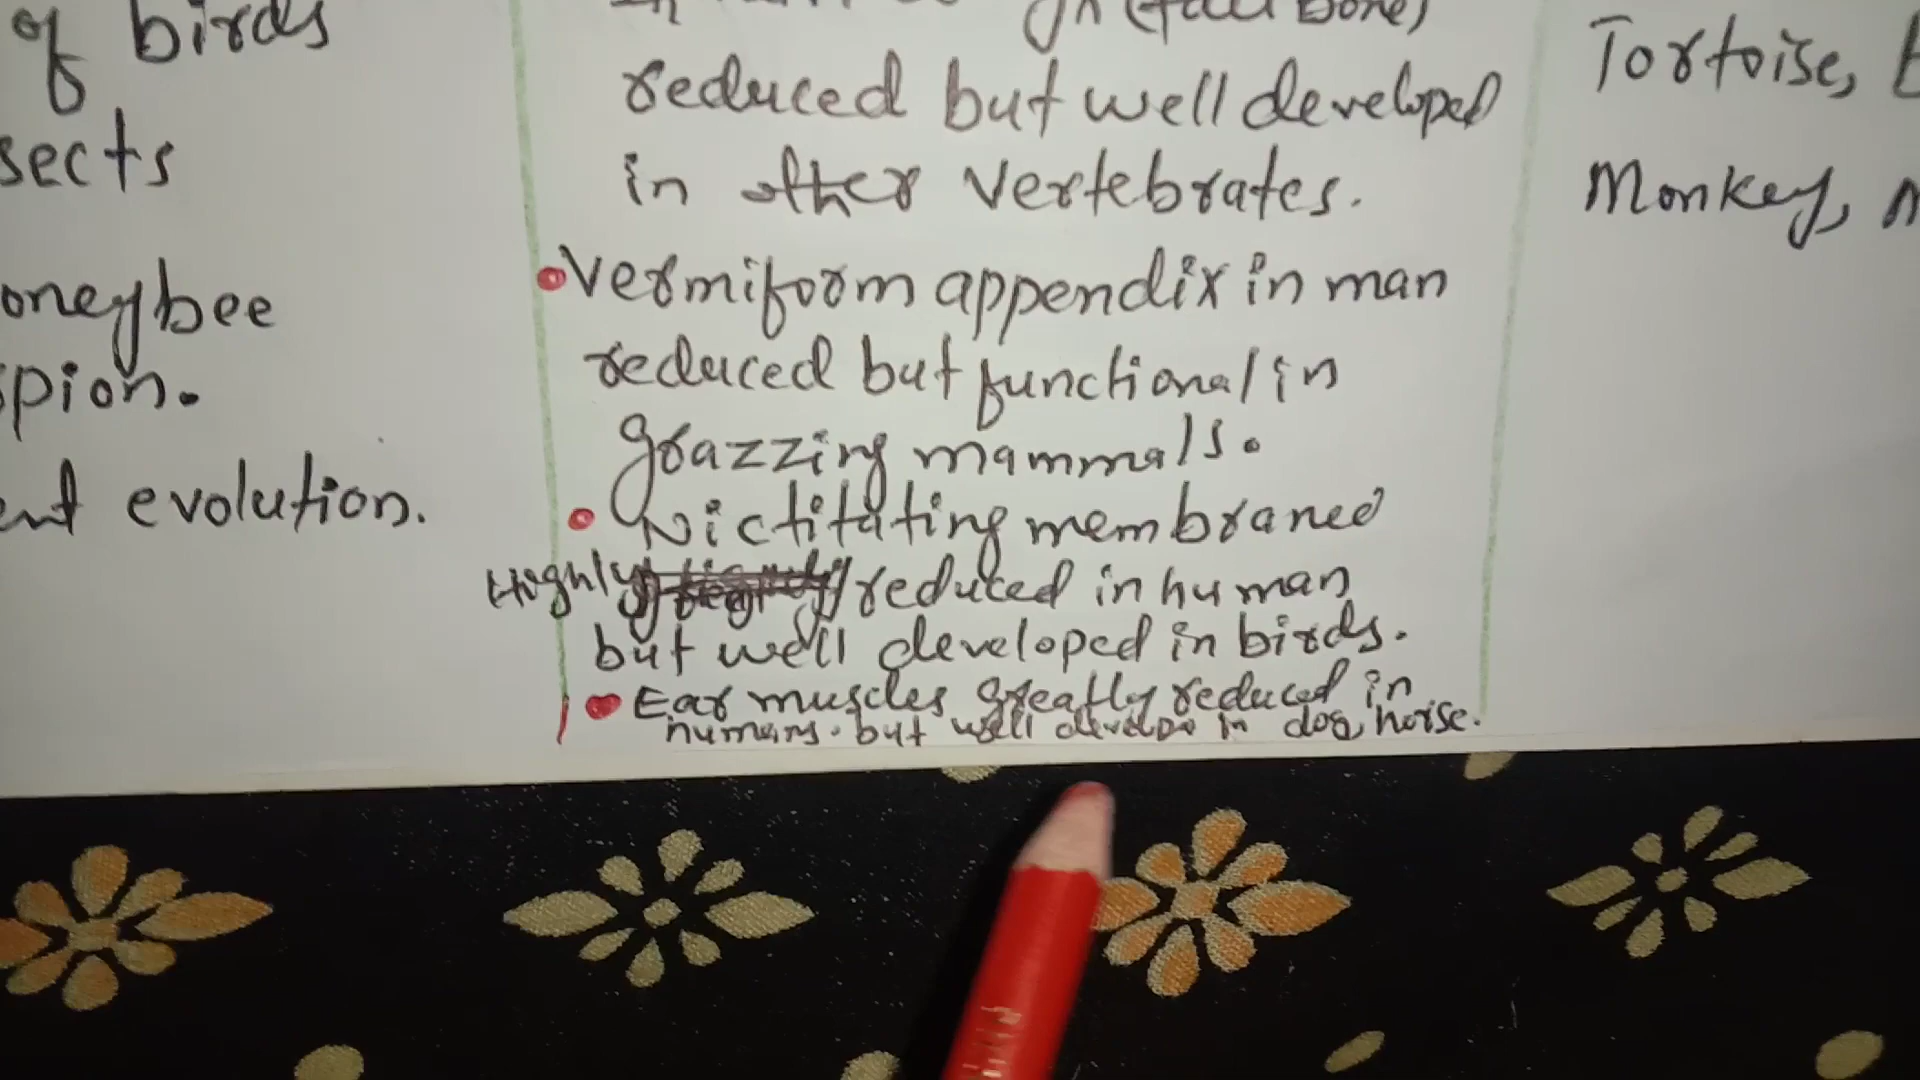 of birds
sects
oneybee
pion.
evolution.
(tail bone)
reduced but well developed
in other vertebrates.
• Vermiform appendix in man
reduced but functional in
grazzing mammals.
• Nictitating membrane
Highly reduced in human
but well developed in birds.
• Ear muscles greatly reduced in
humans. but well develop in dog, horse.
Tortoise,
Monkey,